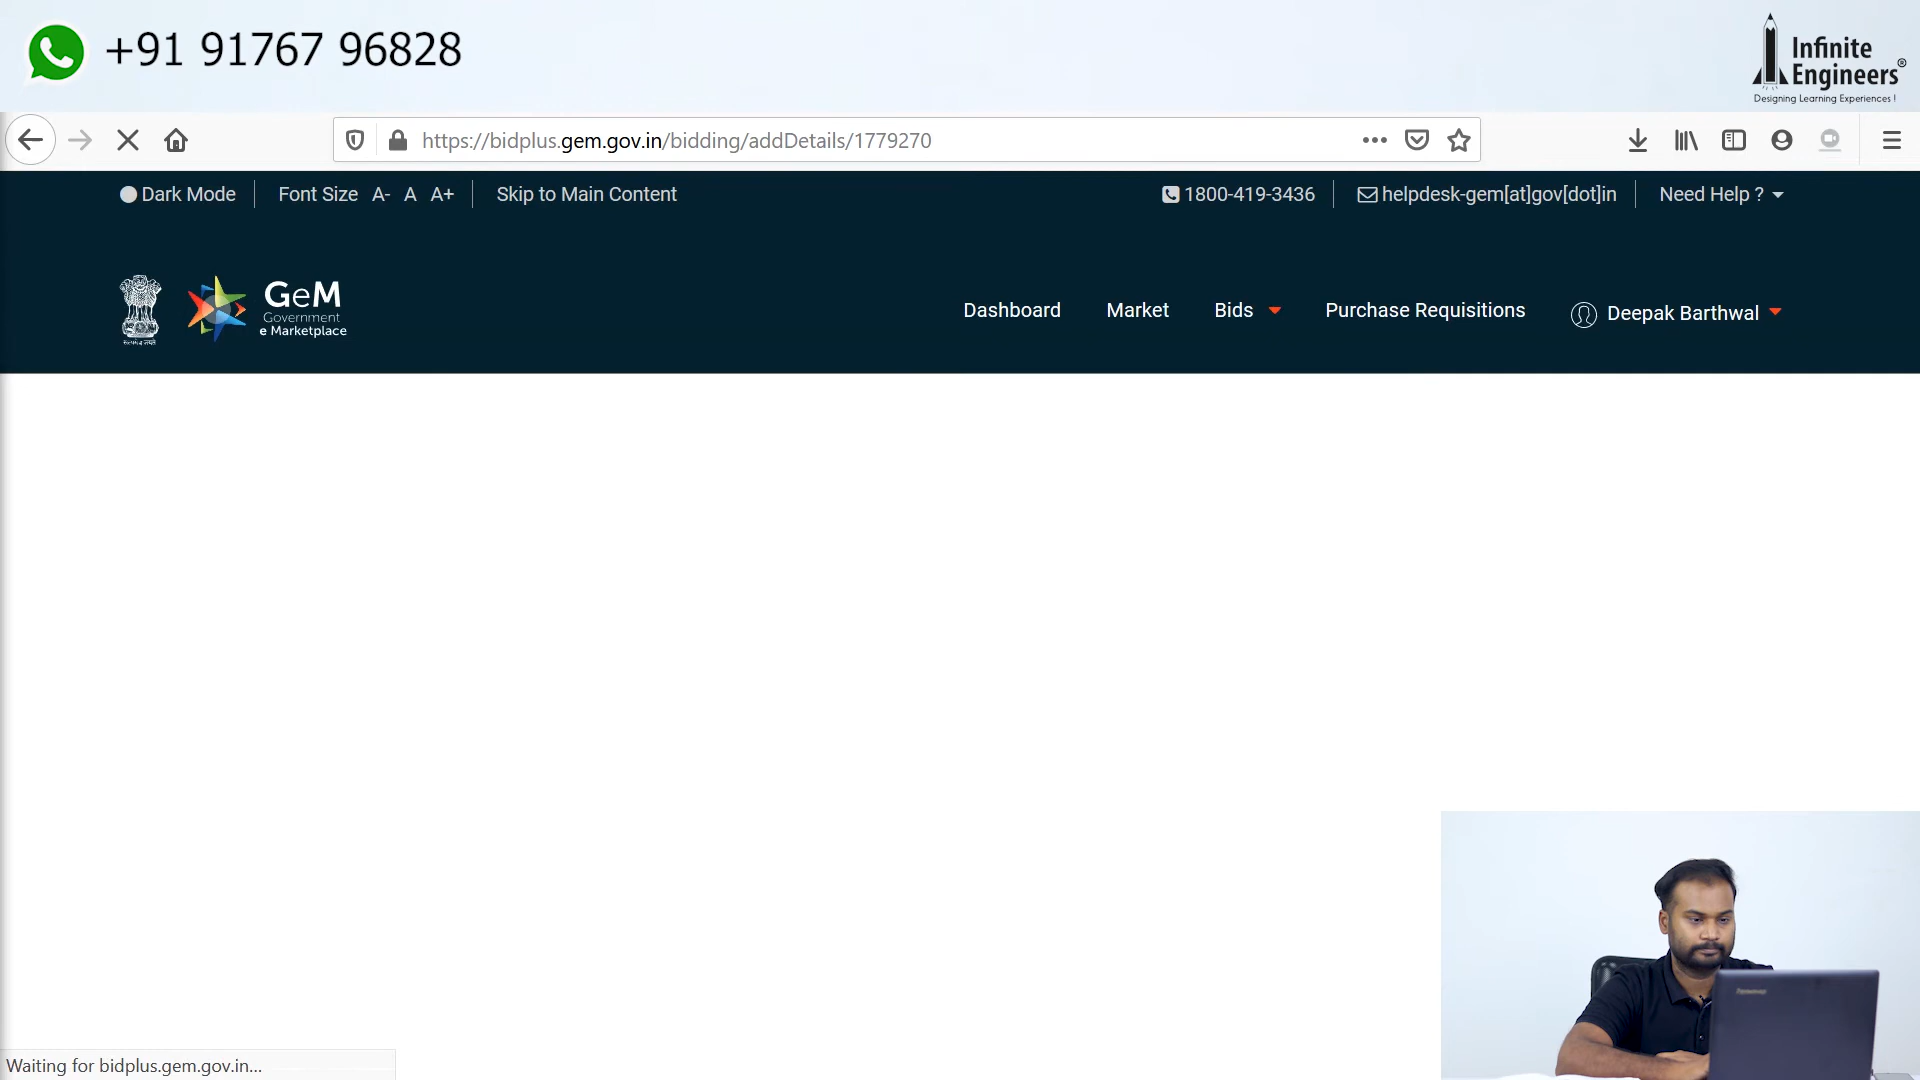 +91 91767 96828
Infinite
Engineers®
Designing Learning Experiences !
https://bidplus.gem.gov.in/bidding/addDetails/1779270
Dark Mode Font Size A- A A+ Skip to Main Content 1800-419-3436 helpdesk-gem[at]gov[dot]in Need Help ?
GeM
Government
e Marketplace
Dashboard Market Bids Purchase Requisitions Deepak Barthwal
Waiting for bidplus.gem.gov.in...